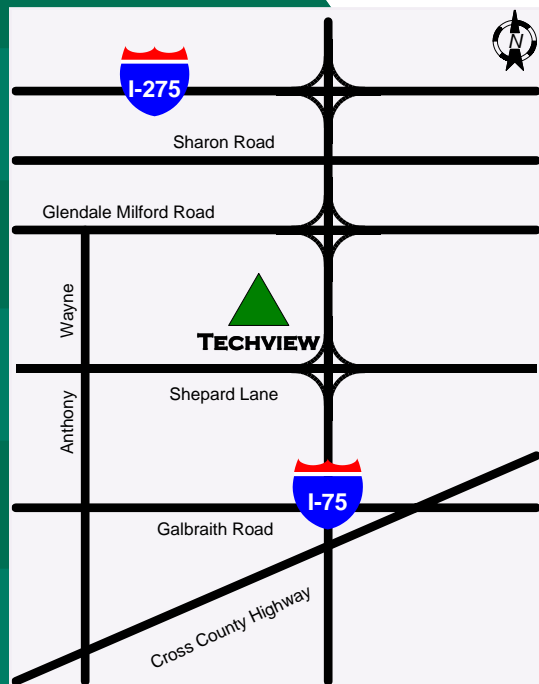 N
I-275
Sharon Road
Glendale Milford Road
Wayne
TECHVIEW
Shepard Lane
Anthony
I-75
Galbraith Road
Cross County Highway